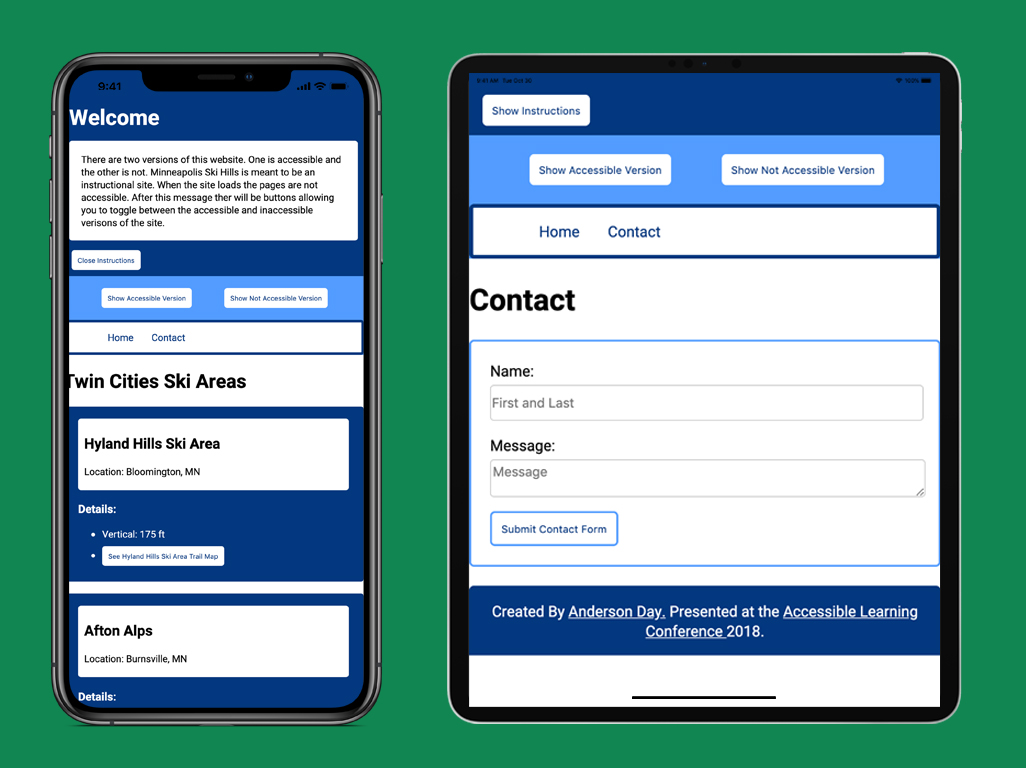 9:41
Welcome
There are two versions of this website. One is accessible and
the other is not. Minneapolis Ski Hills is meant to be an
instructional site. When the site loads the pages are not
accessible. After this message ther will be buttons allowing
you to toggle between the accessible and inaccessible
verisons of the site.
Close Instructions
Show Accessible Version
Show Not Accessible Version
Home
Contact
Twin Cities Ski Areas
Hyland Hills Ski Area
Location: Bloomington, MN
Details:
Vertical: 175 ft
See Hyland Hills Ski Area Trail Map
Afton Alps
Location: Burnsville, MN
Details:
9:41 AM Tue Oct 30
100%
Show Instructions
Show Accessible Version
Show Not Accessible Version
Home
Contact
Contact
Name:
First and Last
Message:
Message
Submit Contact Form
Created By Anderson Day. Presented at the Accessible Learning
Conference 2018.